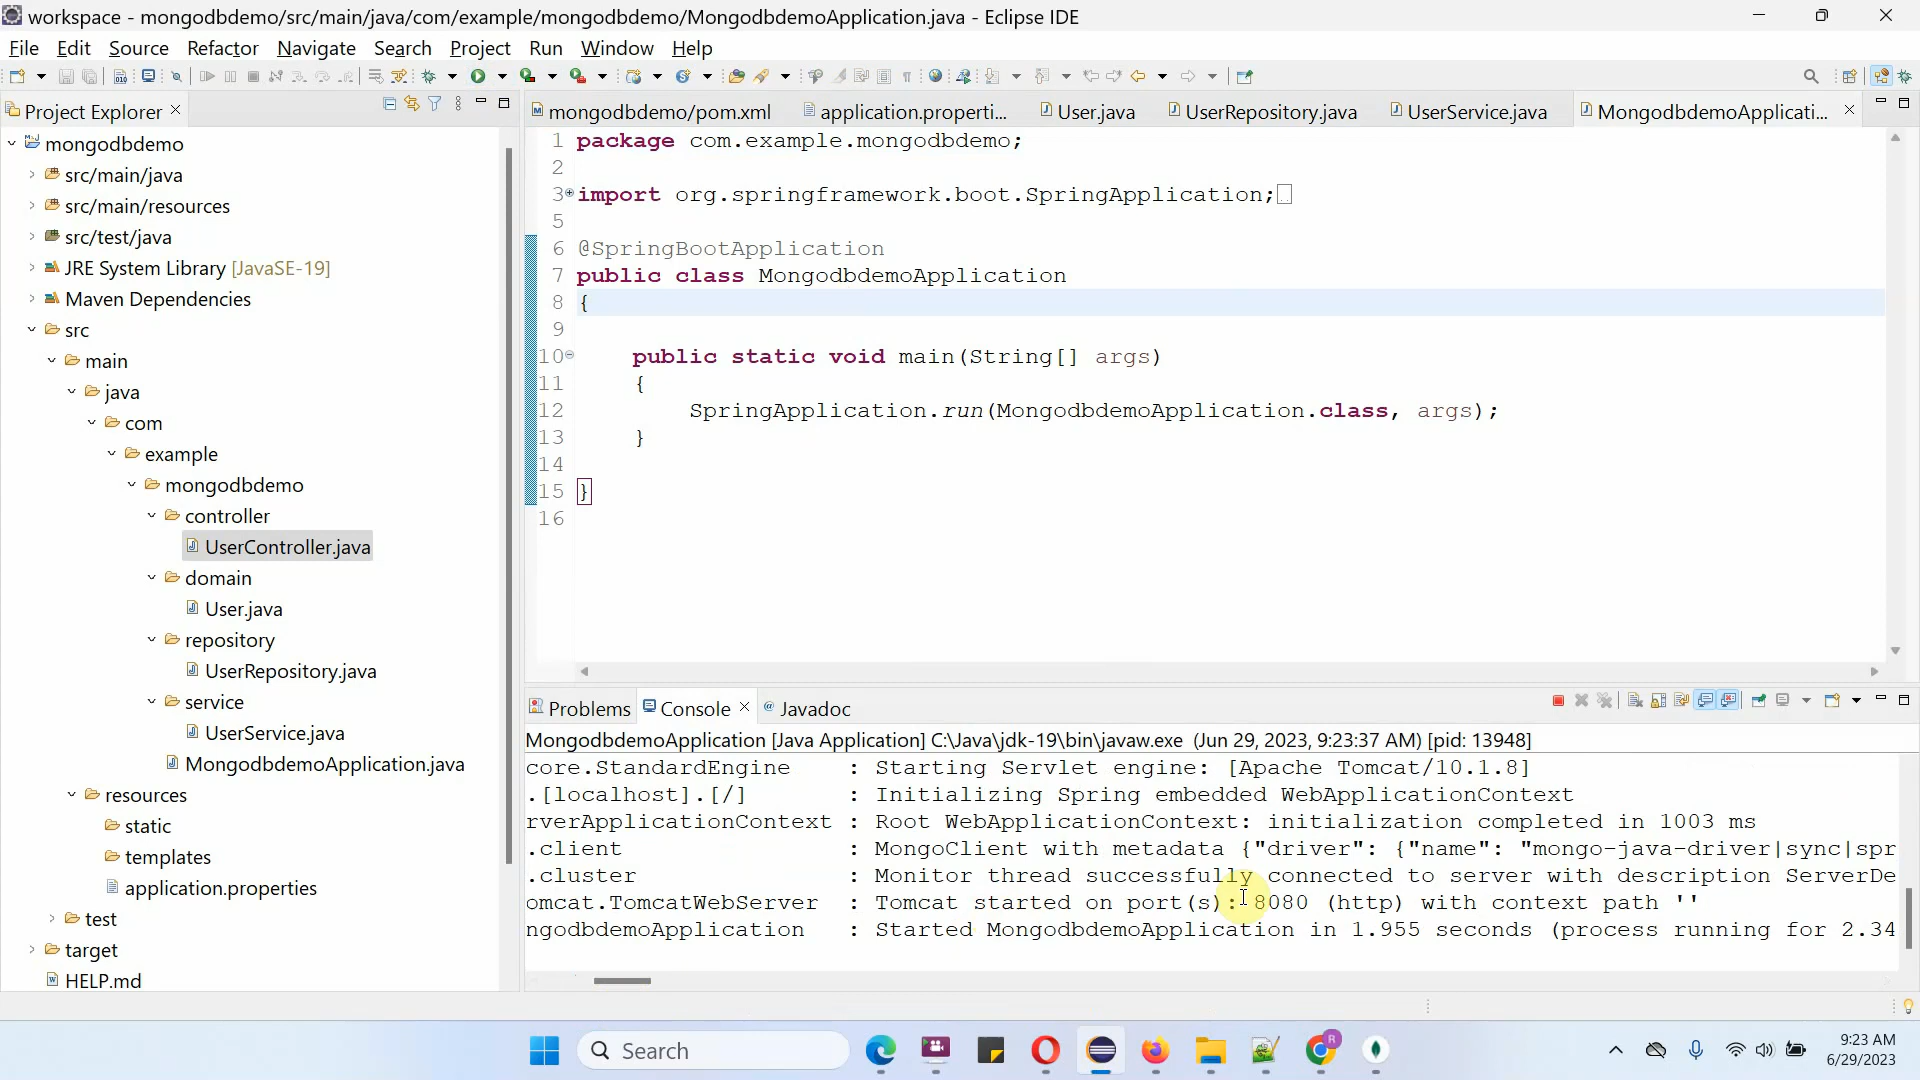 workspace - mongodbdemo/src/main/java/com/example/mongodbdemo/MongodbdemoApplication.java - Eclipse IDE
File Edit Source Refactor Navigate Search Project Run Window Help
Project Explorer
mongodbdemo
src/main/java
src/main/resources
src/test/java
JRE System Library [JavaSE-19]
Maven Dependencies
src
main
java
com
example
mongodbdemo
controller
UserController.java
domain
User.java
repository
UserRepository.java
service
UserService.java
MongodbdemoApplication.java
resources
static
templates
application.properties
test
target
HELP.md
mongodbdemo/pom.xml application.properti... User.java UserRepository.java UserService.java MongodbdemoApplicati...
1 package com.example.mongodbdemo;
2
3 import org.springframework.boot.SpringApplication;
5
6 @SpringBootApplication
7 public class MongodbdemoApplication
8 {
9
10 public static void main(String[] args)
11 {
12 SpringApplication.run(MongodbdemoApplication.class, args);
13 }
14
15 }
16
Problems Console @ Javadoc
MongodbdemoApplication [Java Application] C:\Java\jdk-19\bin\javaw.exe (Jun 29, 2023, 9:23:37 AM) [pid: 13948]
core.StandardEngine : Starting Servlet engine: [Apache Tomcat/10.1.8]
.[localhost].[/] : Initializing Spring embedded WebApplicationContext
rverApplicationContext : Root WebApplicationContext: initialization completed in 1003 ms
.client : MongoClient with metadata {"driver": {"name": "mongo-java-driver|sync|spr
.cluster : Monitor thread successfully connected to server with description ServerDe
omcat.TomcatWebServer : Tomcat started on port(s): 8080 (http) with context path ''
ngodbdemoApplication : Started MongodbdemoApplication in 1.955 seconds (process running for 2.34
Search
R
9:23 AM
6/29/2023